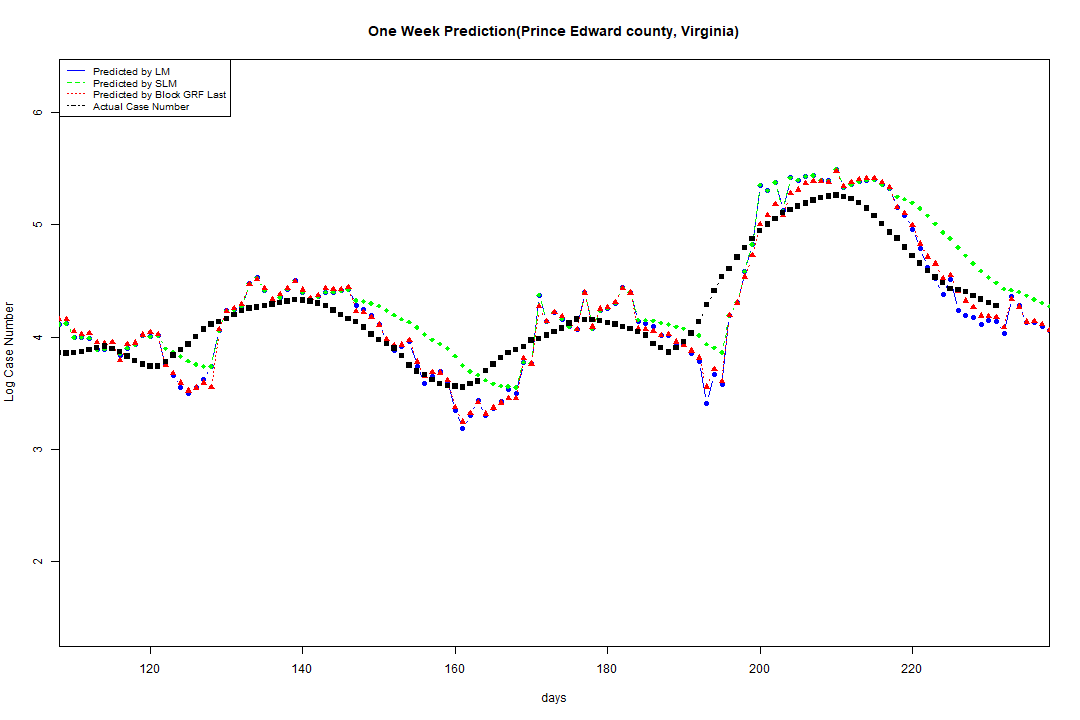 One Week Prediction(Prince Edward county, Virginia)
Predicted by LM
Predicted by SLM
Predicted by Block GRF Last
Actual Case Number
6
5
4
3
2
Log Case Number
120 140 160 180 200 220
days